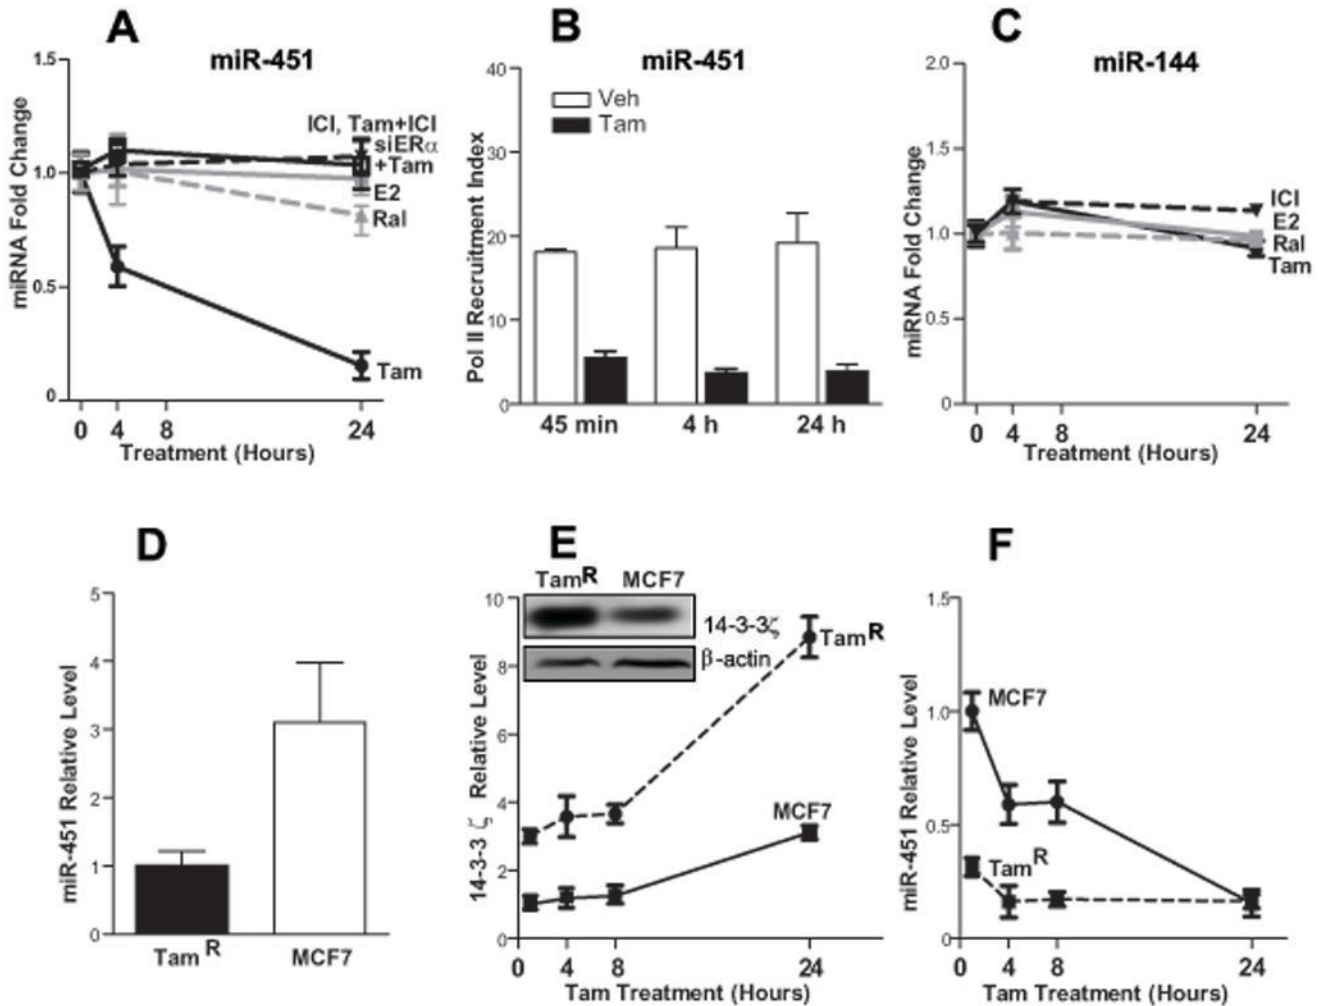 A
miR-451
miRNA Fold Change
1.5
1.0
0.5
0
ICI, Tam+ICI
siERα
+Tam
E2
Ral
Tam
0 4 8 24
Treatment (Hours)
B
miR-451
Pol II Recruitment Index
40
30
20
10
0
Veh
Tam
45 min 4 h 24 h
C
miR-144
miRNA Fold Change
2.0
1.5
1.0
0.5
0
ICI
E2
Ral
Tam
0 4 8 24
Treatment (Hours)
D
miR-451 Relative Level
5
4
3
2
1
0
Tam R MCF7
E
TamR MCF7
14-3-3ζ
β-actin
14-3-3 ζ Relative Level
10
8
6
4
2
0
TamR
MCF7
0 4 8 24
Tam Treatment (Hours)
F
miR-451 Relative Level
1.5
1.0
0.5
0
MCF7
TamR
0 4 8 24
Tam Treatment (Hours)